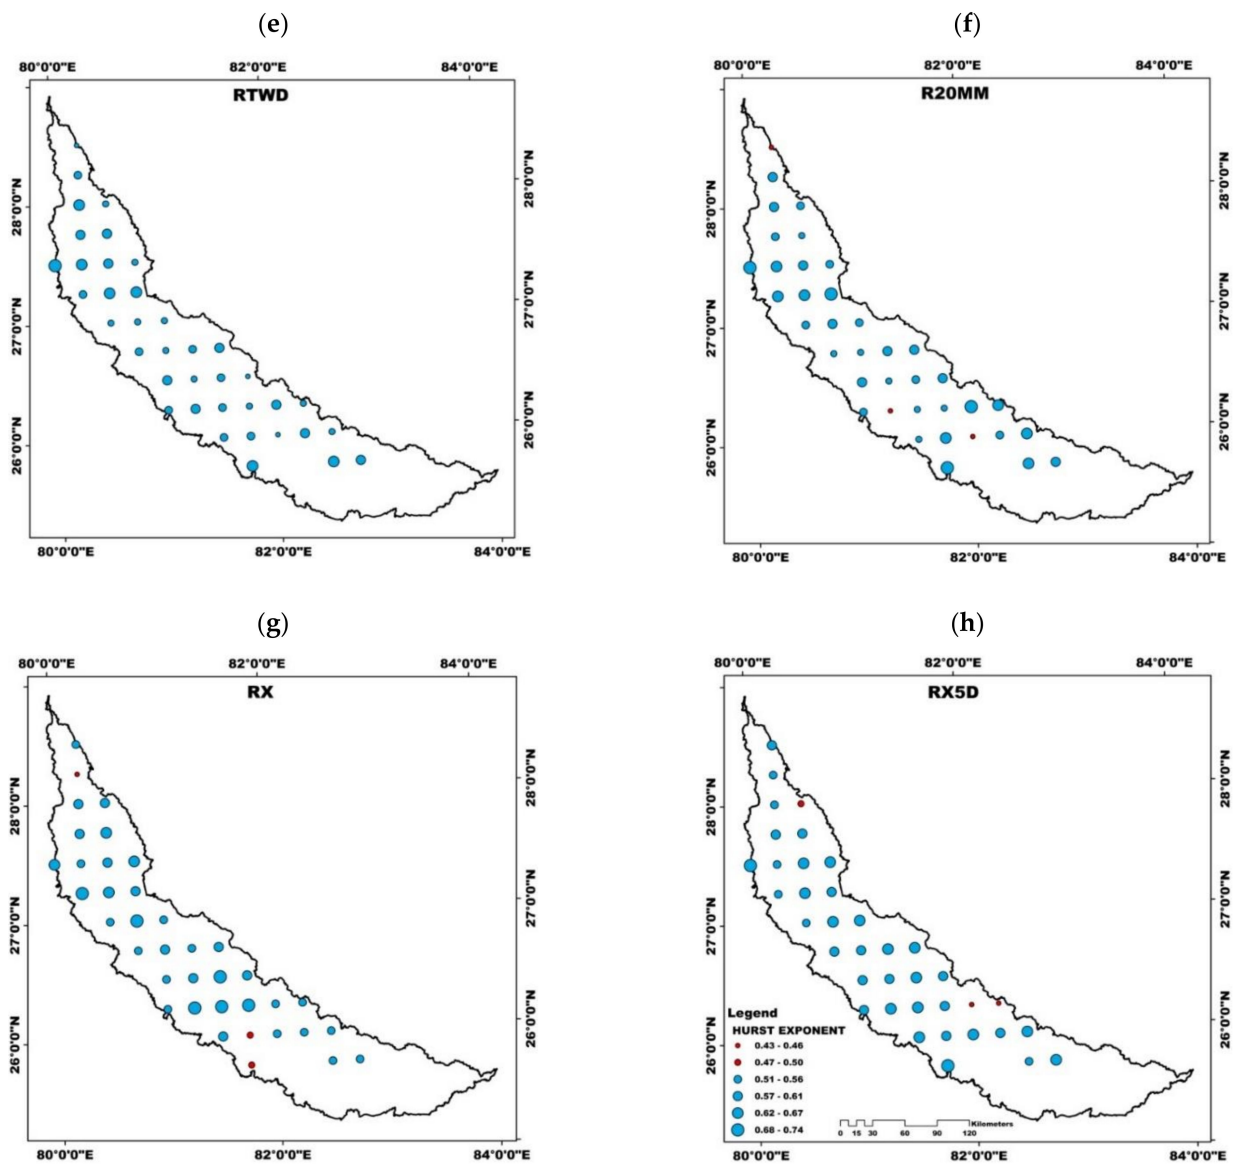 (e)
(f)
80°0'0"E 82°0'0"E 84°0'0"E
80°0'0"E 82°0'0"E 84°0'0"E
RTWD
R20MM
28°0'0"N 28°0'0"N
28°0'0"N 28°0'0"N
27°0'0"N 27°0'0"N
27°0'0"N 27°0'0"N
26°0'0"N 26°0'0"N
26°0'0"N 26°0'0"N
80°0'0"E 82°0'0"E 84°0'0"E
80°0'0"E 82°0'0"E 84°0'0"E
(g)
(h)
80°0'0"E 82°0'0"E 84°0'0"E
80°0'0"E 82°0'0"E 84°0'0"E
RX
RX5D
28°0'0"N 28°0'0"N
28°0'0"N 28°0'0"N
27°0'0"N 27°0'0"N
27°0'0"N 27°0'0"N
26°0'0"N 26°0'0"N
26°0'0"N 26°0'0"N
Legend
HURST EXPONENT
0.43 - 0.46
0.47 - 0.50
0.51 - 0.56
0.57 - 0.61
0.62 - 0.67
0.68 - 0.74
Kilometers
0 15 30 60 90 120
80°0'0"E 82°0'0"E 84°0'0"E
80°0'0"E 82°0'0"E 84°0'0"E